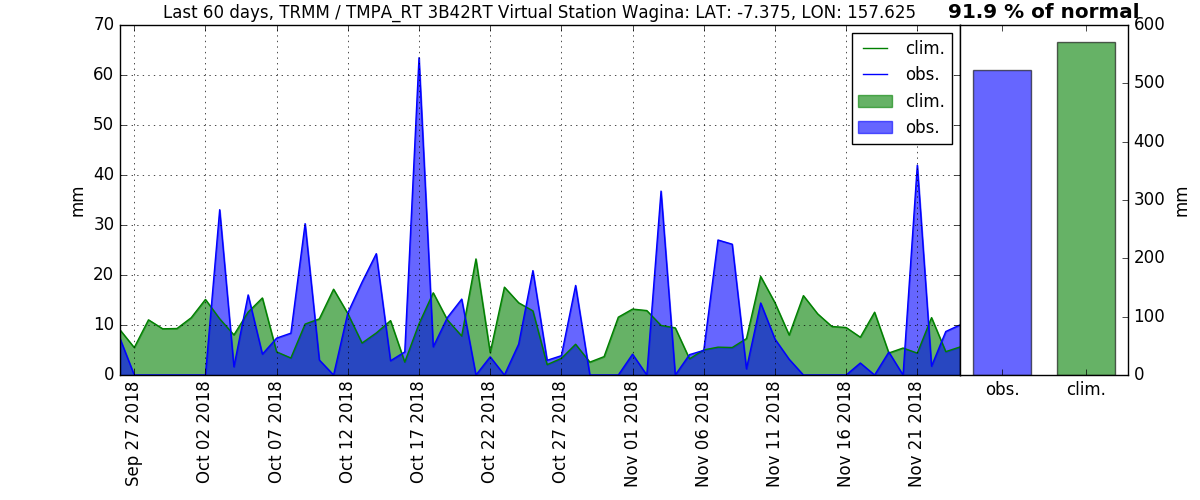 Last 60 days, TRMM / TMPA_RT 3B42RT Virtual Station Wagina: LAT: -7.375, LON: 157.625
91.9 % of normal
70
60
50
40
30
20
10
0
mm
clim.
obs.
clim.
obs.
600
500
400
300
200
100
0
mm
obs.
clim.
Sep 27 2018
Oct 02 2018
Oct 07 2018
Oct 12 2018
Oct 17 2018
Oct 22 2018
Oct 27 2018
Nov 01 2018
Nov 06 2018
Nov 11 2018
Nov 16 2018
Nov 21 2018